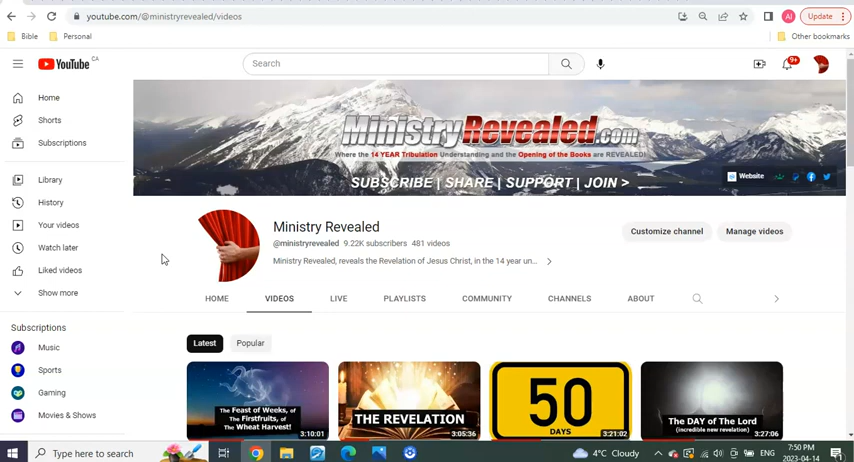 youtube.com/@ministryrevealed/videos
AI
Update
Bible
Personal
Other bookmarks
YouTube CA
Search
9+
Home
Shorts
Subscriptions
Library
History
Your videos
Watch later
Liked videos
Show more
Subscriptions
Music
Sports
Gaming
Movies & Shows
MinistryRevealed.com
Where the 14 YEAR Tribulation Understanding and the Opening of the Books are REVEALED!
SUBSCRIBE | SHARE | SUPPORT | JOIN >
Website
Ministry Revealed
@ministryrevealed 9.22K subscribers 481 videos
Ministry Revealed, reveals the Revelation of Jesus Christ, in the 14 year un...
Customize channel
Manage videos
HOME
VIDEOS
LIVE
PLAYLISTS
COMMUNITY
CHANNELS
ABOUT
Latest
Popular
The Feast of Weeks, of
The Firstfruits, of
The Wheat Harvest!
3:10:01
THE REVELATION
3:05:36
50
DAYS
3:21:02
The DAY of The Lord
(incredible new revelation)
3:27:06
Type here to search
4°C Cloudy
7:50 PM
2023-04-14